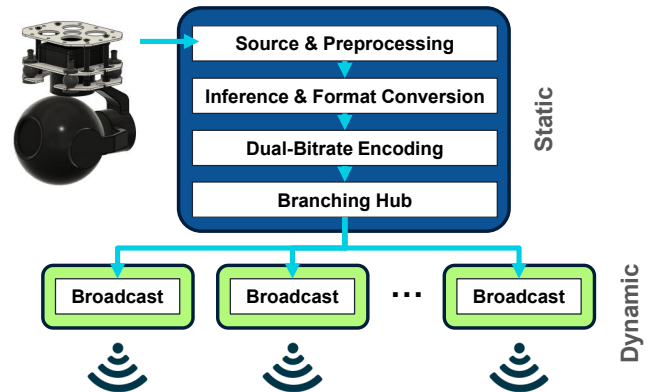 Source & Preprocessing
Inference & Format Conversion
Dual-Bitrate Encoding
Branching Hub
Static
Broadcast
Broadcast
...
Broadcast
Dynamic